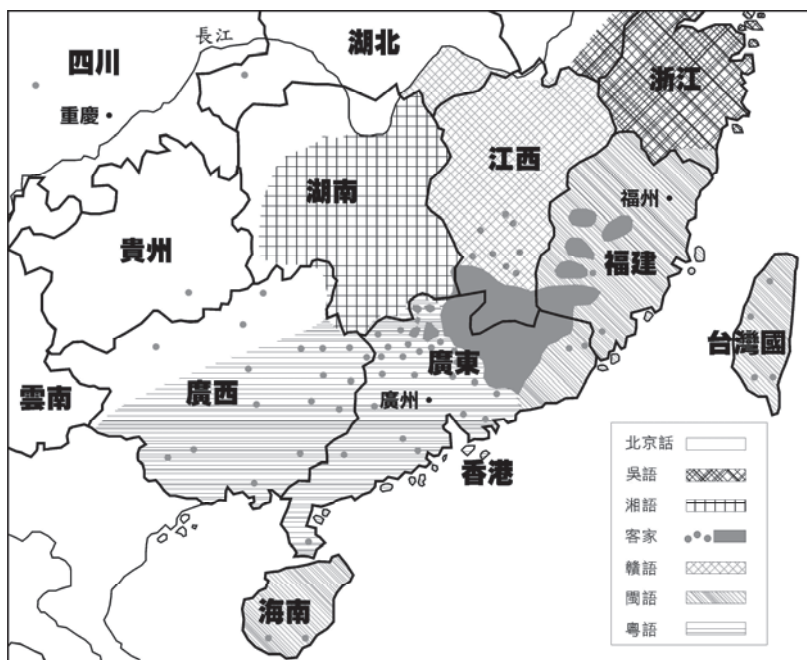 長江
湖北
四川
浙江
重慶
江西
福州
湖南
貴州
福建
台灣國
廣東
雲南
廣西
廣州
香港
海南
北京話
吳語
湘語
客家
贛語
閩語
粵語